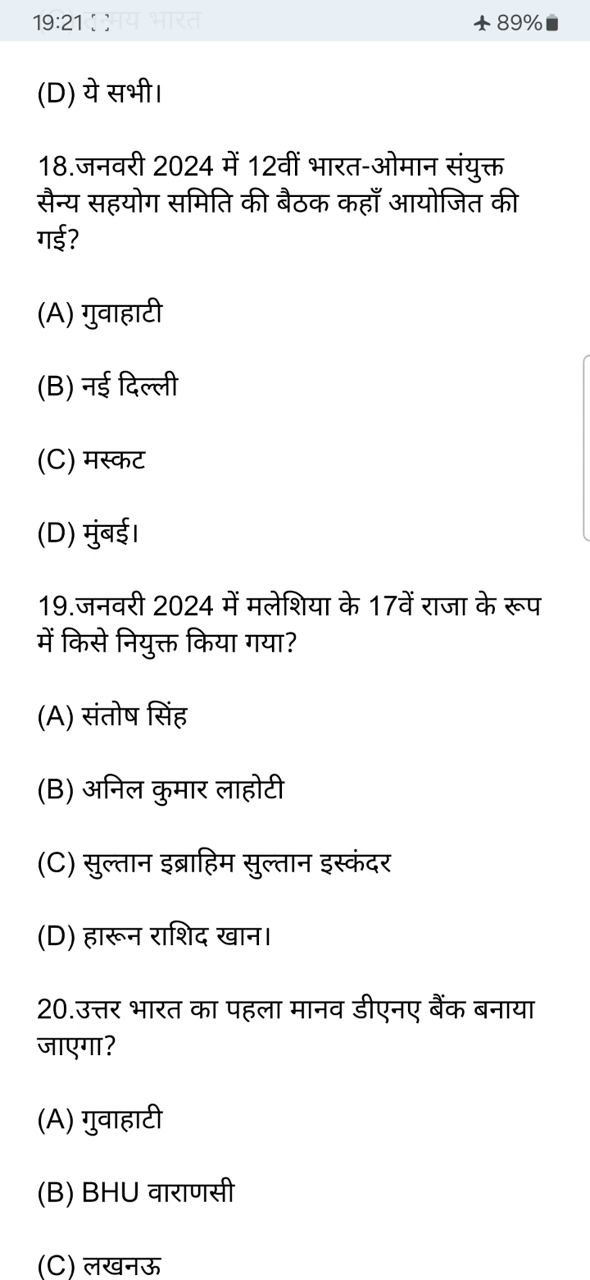 19:21
89%
(D) ये सभी।
18.जनवरी 2024 में 12वीं भारत-ओमान संयुक्त
सैन्य सहयोग समिति की बैठक कहाँ आयोजित की
गई?
(A) गुवाहाटी
(B) नई दिल्ली
(C) मस्कट
(D) मुंबई।
19.जनवरी 2024 में मलेशिया के 17वें राजा के रूप
में किसे नियुक्त किया गया?
(A) संतोष सिंह
(B) अनिल कुमार लाहोटी
(C) सुल्तान इब्राहिम सुल्तान इस्कंदर
(D) हारून राशिद खान।
20.उत्तर भारत का पहला मानव डीएनए बैंक बनाया
जाएगा?
(A) गुवाहाटी
(B) BHU वाराणसी
(C) लखनऊ